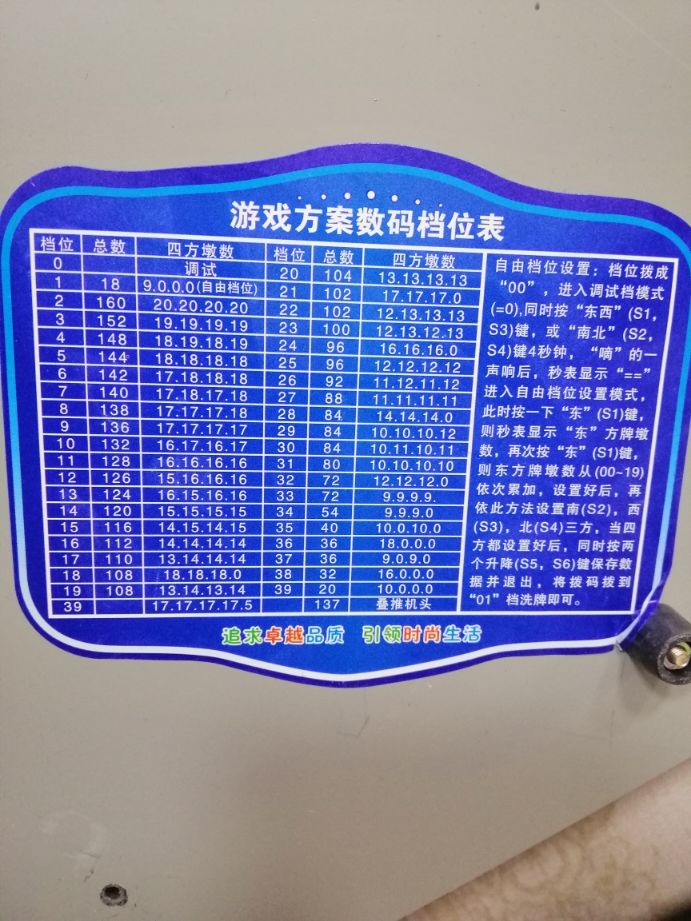 游戏方案数码档位表
档位 总数 四方墩数 档位 总数 四方墩数
0 调试 20 104 13.13.13.13
1 18 9.0.0.0(自由档位) 21 102 17.17.17.0
2 160 20.20.20.20 22 102 12.13.13.13
3 152 19.19.19.19 23 100 12.13.12.13
4 148 18.19.18.19 24 96 16.16.16.0
5 144 18.18.18.18 25 96 12.12.12.12
6 142 17.18.18.18 26 92 11.12.11.12
7 140 17.18.17.18 27 88 11.11.11.11
8 138 17.17.17.18 28 84 14.14.14.0
9 136 17.17.17.17 29 84 10.10.10.12
10 132 16.17.16.17 30 84 10.11.10.11
11 128 16.16.16.16 31 80 10.10.10.10
12 126 15.16.16.16 32 72 12.12.12.0
13 124 16.15.16.15 33 72 9.9.9.9.
14 120 15.15.15.15 34 54 9.9.9.0
15 116 14.15.14.15 35 40 10.0.10.0
16 112 14.14.14.14 36 36 18.0.0.0
17 110 13.14.14.14 37 36 9.0.9.0
18 108 18.18.18.0 38 32 16.0.0.0
19 108 13.14.13.14 39 20 10.0.0.0
39 17.17.17.17.5 137 叠推机头
自由档位设置：档位拨成
“00”，进入调试档模式
(=0),同时按“东西”(S1,
S3)键，或“南北”(S2,
S4)键4秒钟，“嘀”的一
声响后，秒表显示“==”
进入自由档位设置模式，
此时按一下“东”(S1)键，
则秒表显示“东”方牌墩
数，再次按“东”(S1)键，
则东方牌墩数从(00~19)
依次累加，设置好后，再
依此方法设置南(S2)，西
(S3)，北(S4)三方，当四
方都设置好后，同时按两
个升降(S5，S6)键保存数
据并退出，将拨码拨到
“01”档洗牌即可。
追求卓越品质 引领时尚生活